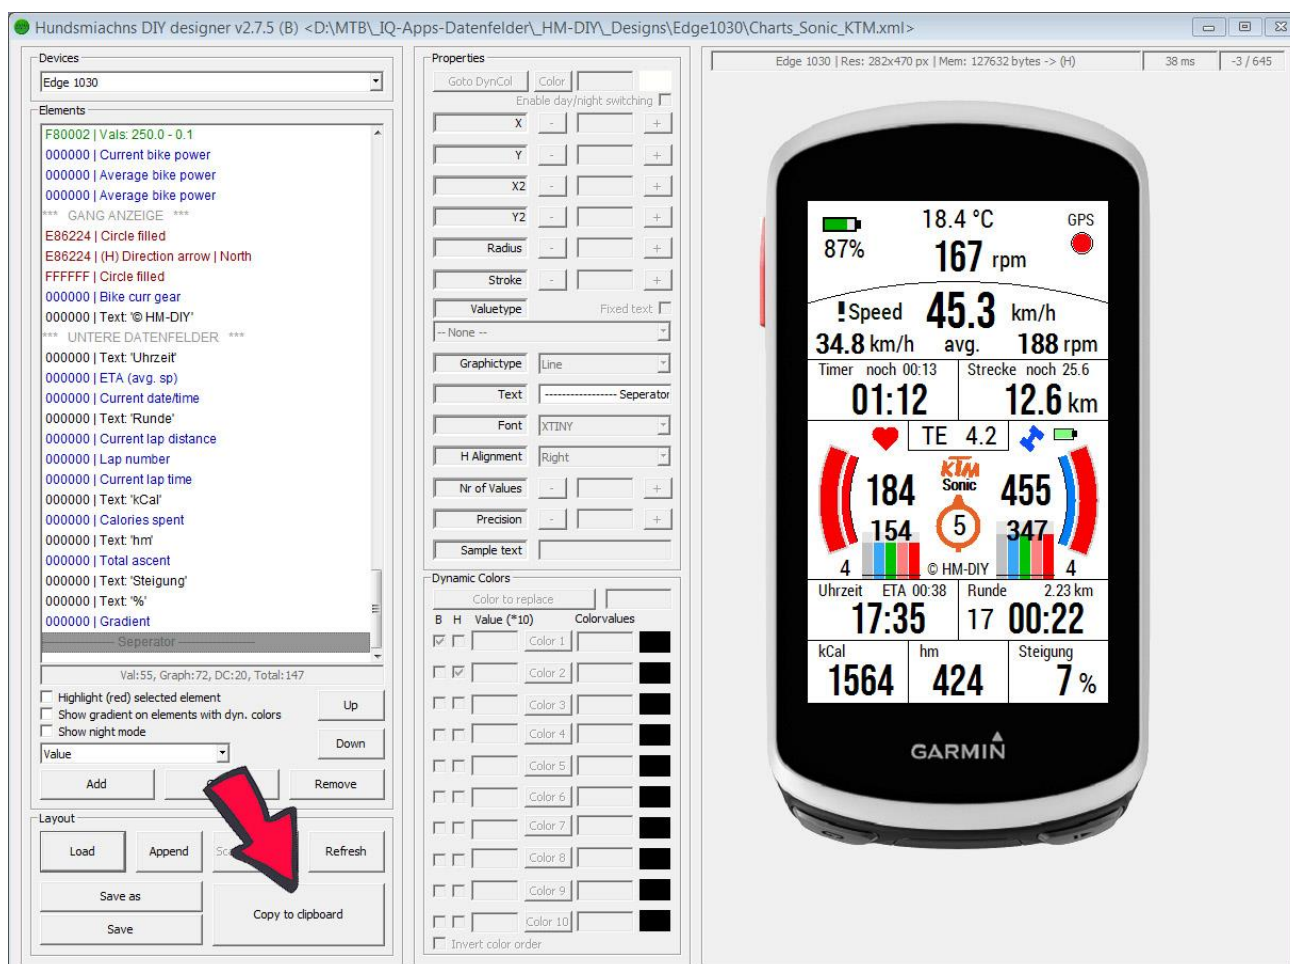 Hundsmiachns DIY designer v2.7.5 (B) <D:\MTB\_IQ-Apps-Datenfelder\_HM-DIY\_Designs\Edge1030\Charts_Sonic_KTM.xml>
Devices
Edge 1030
Elements
F80002 | Vals: 250.0 - 0.1
000000 | Current bike power
000000 | Average bike power
000000 | Average bike power
*** GANG ANZEIGE ***
E86224 | Circle filled
E86224 | (H) Direction arrow | North
FFFFFF | Circle filled
000000 | Bike curr gear
000000 | Text: '© HM-DIY'
*** UNTERE DATENFELDER ***
000000 | Text: 'Uhrzeit'
000000 | ETA (avg. sp)
000000 | Current date/time
000000 | Text: 'Runde'
000000 | Current lap distance
000000 | Lap number
000000 | Current lap time
000000 | Text: 'kCal'
000000 | Calories spent
000000 | Text: 'hm'
000000 | Total ascent
000000 | Text: 'Steigung'
000000 | Text: '%'
000000 | Gradient
----------------- Seperator -----------------
Val:55, Graph:72, DC:20, Total:147
Highlight (red) selected element
Show gradient on elements with dyn. colors
Show night mode
Up
Down
Value
Add
Remove
Layout
Load
Append
Refresh
Save as
Save
Copy to clipboard
Properties
Goto DynCol
Color
Enable day/night switching
X - +
Y - +
X2 - +
Y2 - +
Radius - +
Stroke - +
Valuetype
Fixed text
-- None --
Graphictype
Line
Text
----------------- Seperator
Font
XTINY
H Alignment
Right
Nr of Values - +
Precision - +
Sample text
Dynamic Colors
Color to replace
B H Value (*10) Colorvalues
Color 1
Color 2
Color 3
Color 4
Color 5
Color 6
Color 7
Color 8
Color 9
Color 10
Invert color order
Edge 1030 | Res: 282x470 px | Mem: 127632 bytes -> (H)
38 ms
-3 / 645
18.4 °C
GPS
87%
167 rpm
!Speed 45.3 km/h
34.8 km/h avg. 188 rpm
Timer noch 00:13
Strecke noch 25.6
01:12
12.6 km
TE 4.2
KTM
Sonic
184
455
154
5
347
4
© HM-DIY
4
Uhrzeit ETA 00:38
Runde 2.23 km
17:35
17 00:22
kCal
hm
Steigung
1564
424
7 %
GARMIN